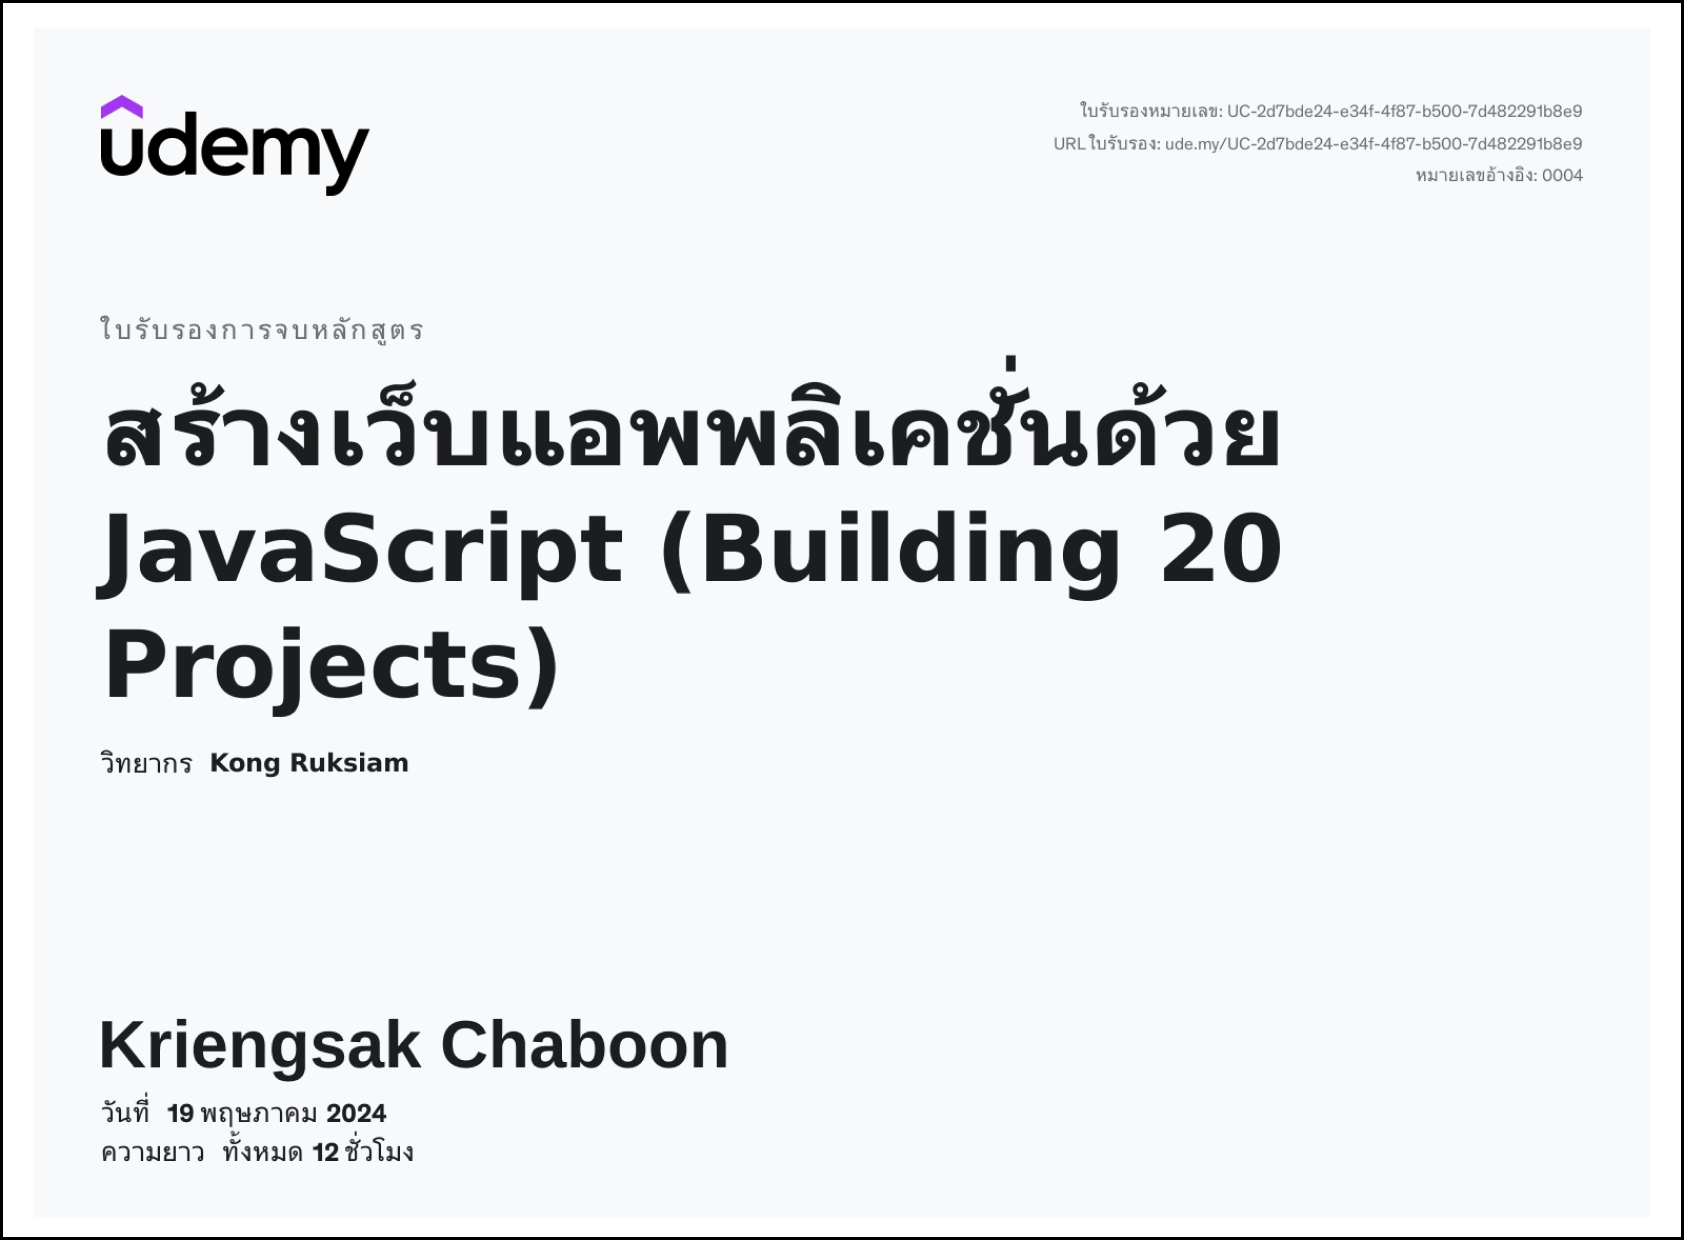 udemy
ใบรับรองหมายเลข: UC-2d7bde24-e34f-4f87-b500-7d482291b8e9
URL ใบรับรอง: ude.my/UC-2d7bde24-e34f-4f87-b500-7d482291b8e9
หมายเลขอ้างอิง: 0004
ใบรับรองการจบหลักสูตร
สร้างเว็บแอพพลิเคชั่นด้วย
JavaScript (Building 20
Projects)
วิทยากร Kong Ruksiam
Kriengsak Chaboon
วันที่ 19 พฤษภาคม 2024
ความยาว ทั้งหมด 12 ชั่วโมง